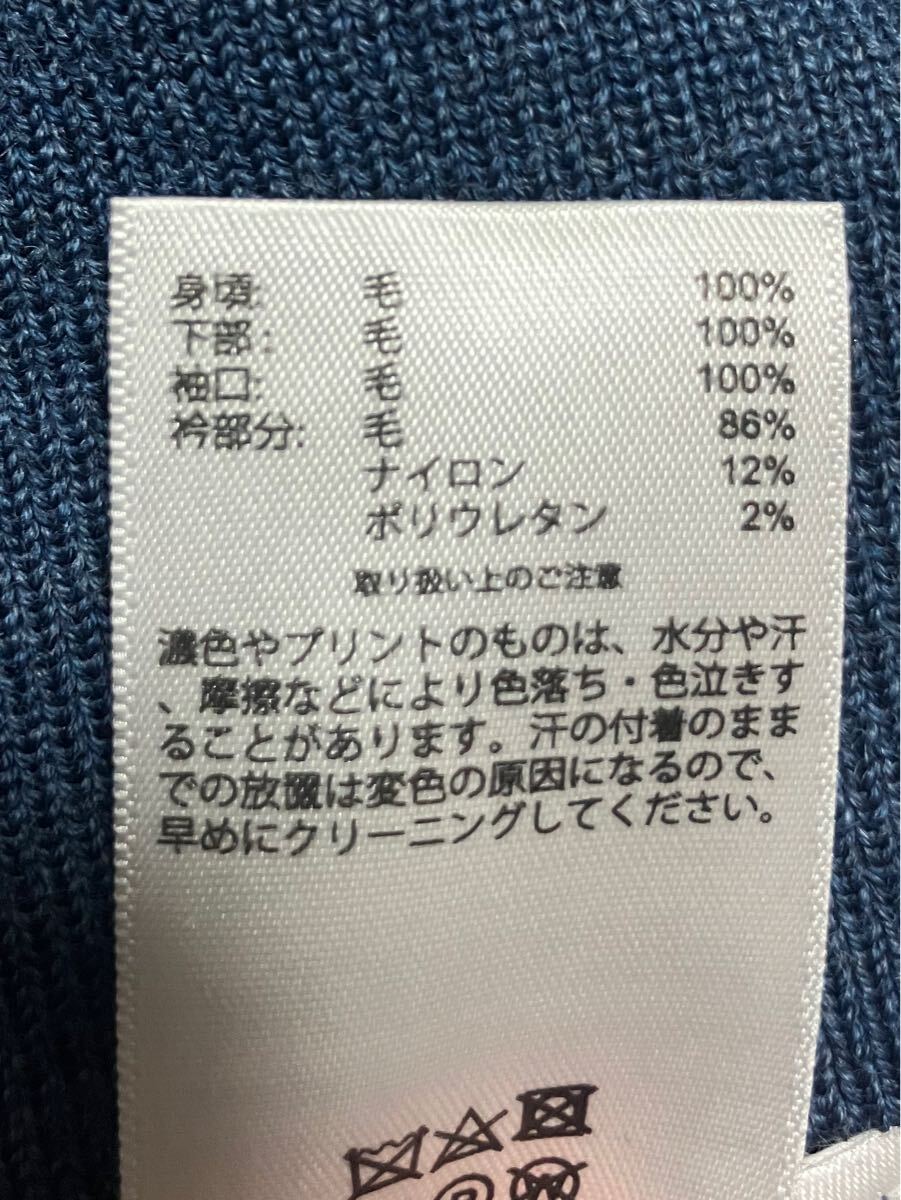 身頃: 毛 100%
下部: 毛 100%
袖口: 毛 100%
衿部分: 毛 86%
ナイロン 12%
ポリウレタン 2%
取り扱い上のご注意
濃色やプリントのものは、水分や汗
、摩擦などにより色落ち・色泣きす
ることがあります。汗の付着のまま
での放置は変色の原因になるので、
早めにクリーニングしてください。